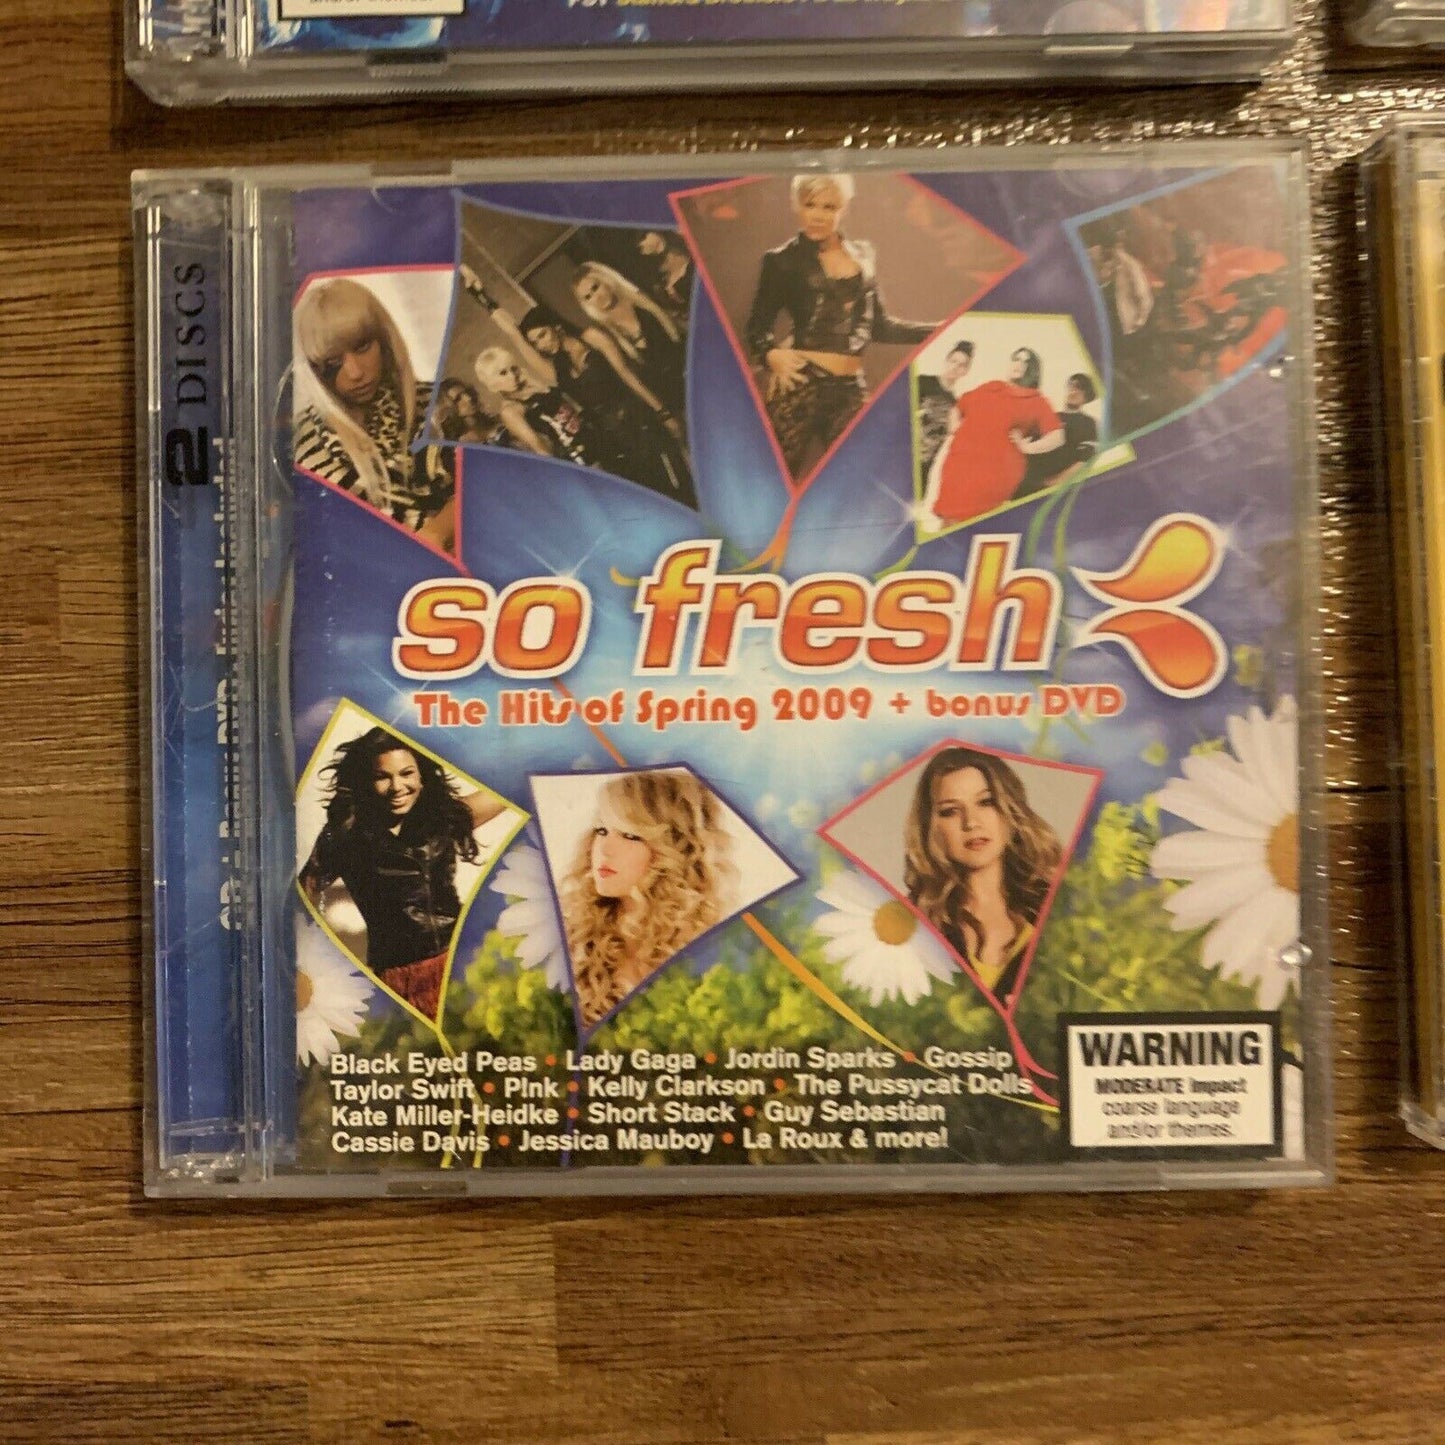 2 DISCS
so fresh
The Hits of Spring 2009 + bonus DVD
Black Eyed Peas • Lady Gaga • Jordin Sparks • Gossip
Taylor Swift • P!nk • Kelly Clarkson • The Pussycat Dolls
Kate Miller-Heidke • Short Stack • Guy Sebastian
Cassie Davis • Jessica Mauboy • La Roux & more!
WARNING
MODERATE Impact
coarse language
and/or themes.